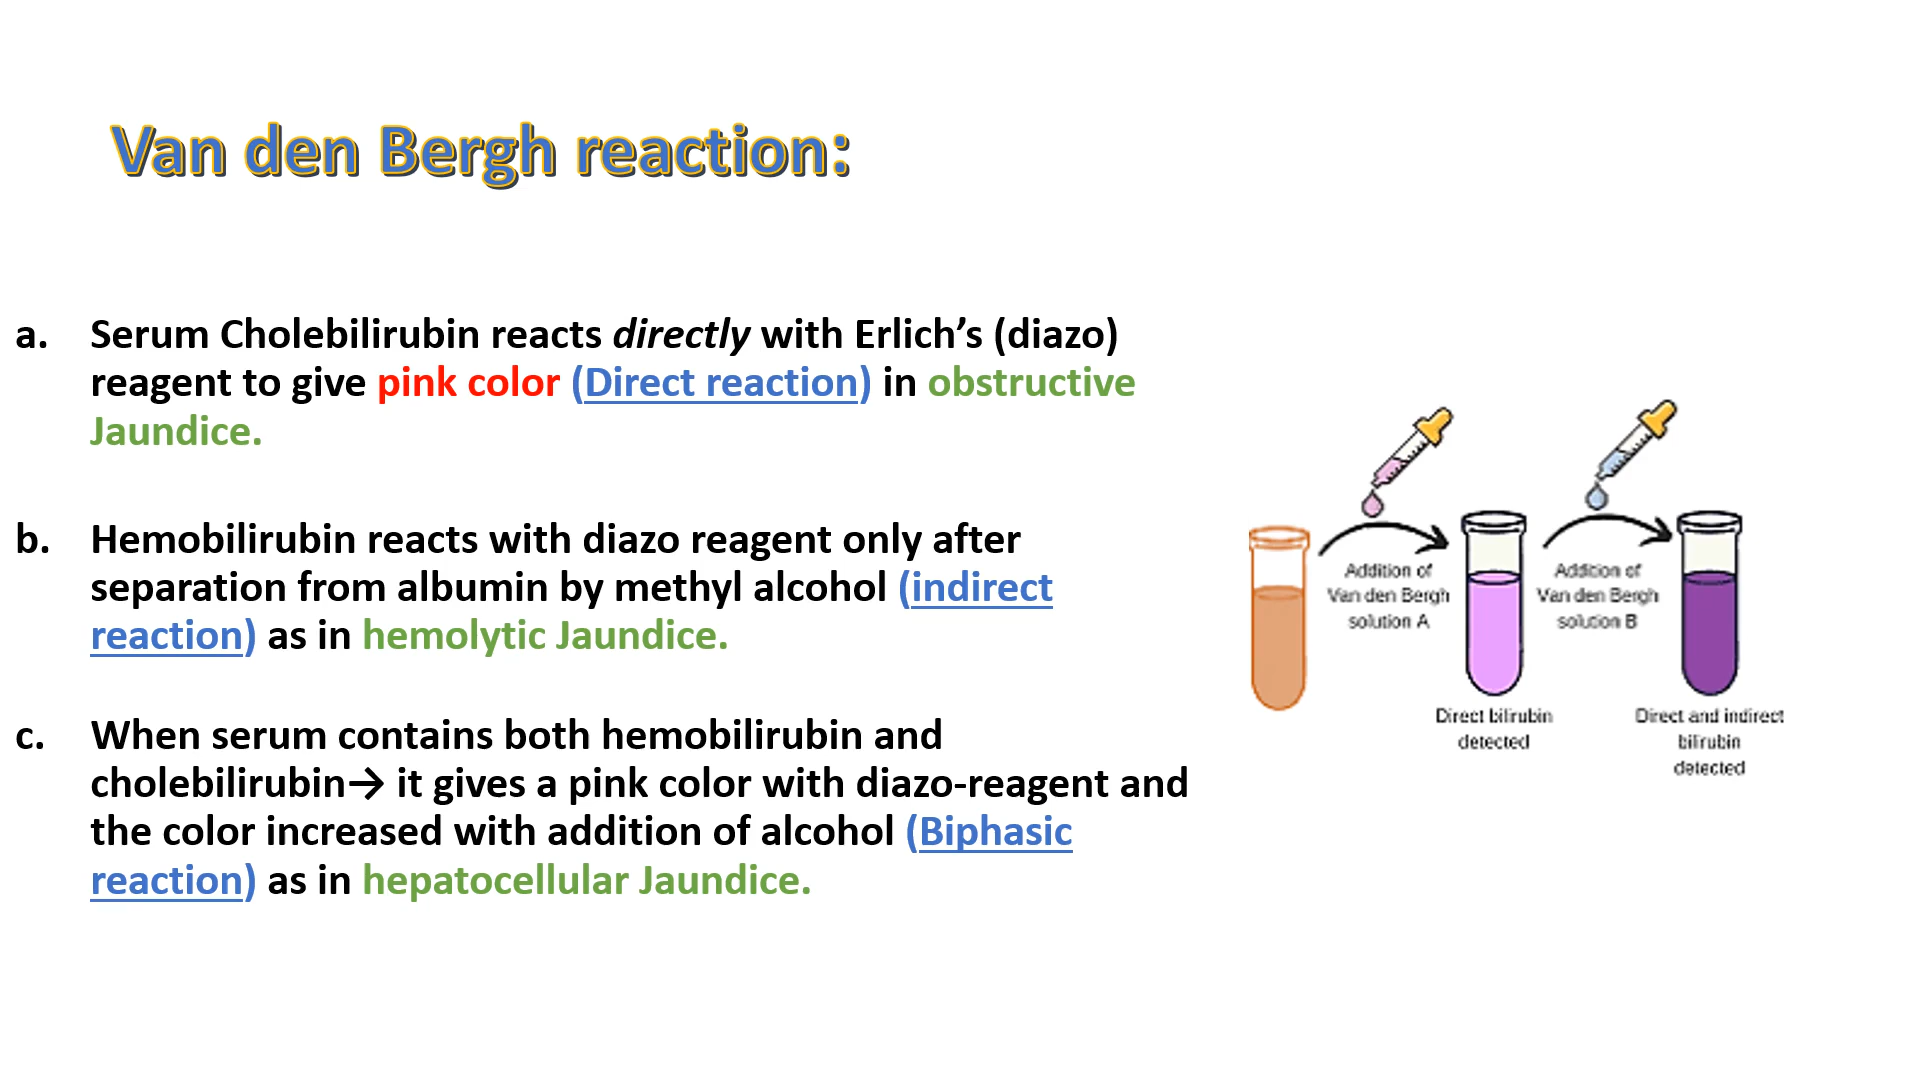 Van den Bergh reaction:
a. Serum Cholebilirubin reacts directly with Erlich’s (diazo)
reagent to give pink color (Direct reaction) in obstructive
Jaundice.
b. Hemobilirubin reacts with diazo reagent only after
separation from albumin by methyl alcohol (indirect
reaction) as in hemolytic Jaundice.
c. When serum contains both hemobilirubin and
cholebilirubin→ it gives a pink color with diazo-reagent and
the color increased with addition of alcohol (Biphasic
reaction) as in hepatocellular Jaundice.
Addition of
Van den Bergh
solution A
Addition of
Van den Bergh
solution B
Direct bilirubin
detected
Direct and indirect
bilirubin
detected